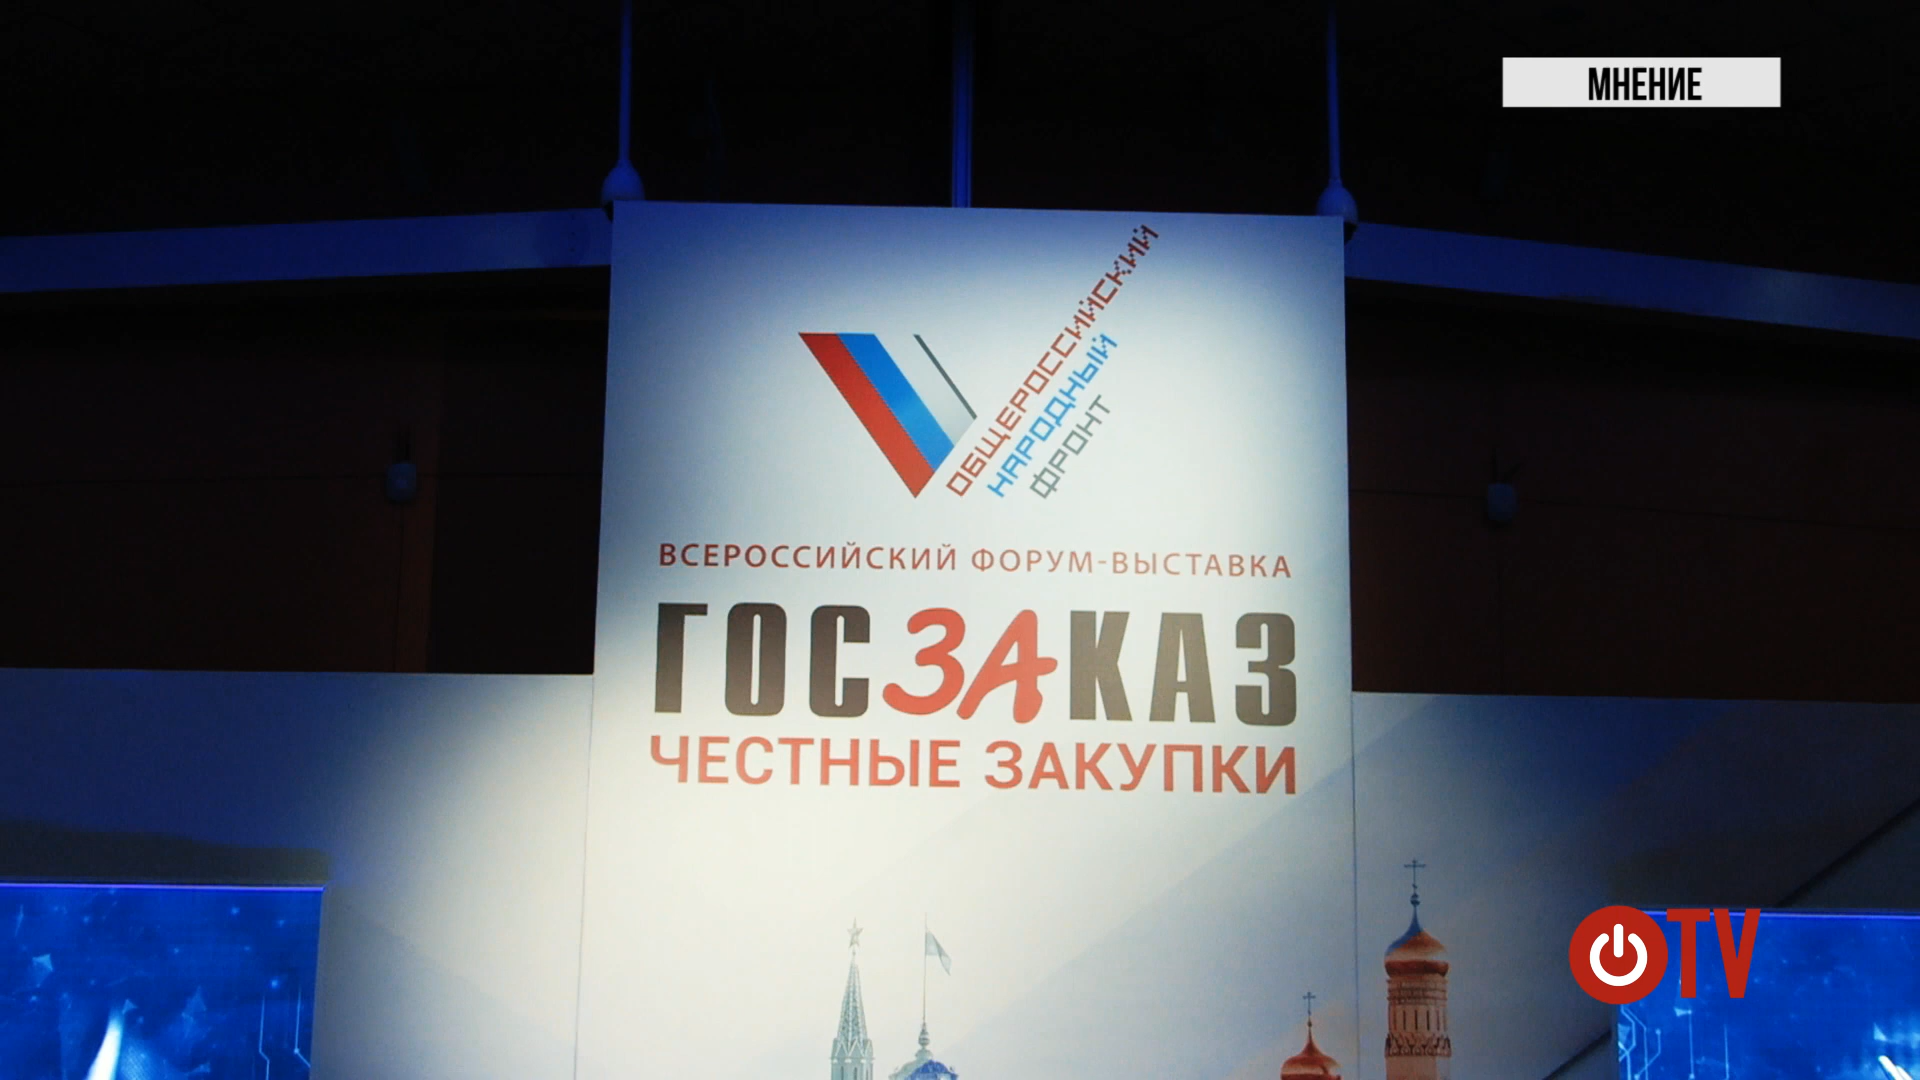 МНЕНИЕ
ОБЩЕРОССИЙСКИЙ
НАРОДНЫЙ
ФРОНТ
ВСЕРОССИЙСКИЙ ФОРУМ-ВЫСТАВКА
ГОСЗАКАЗ
ЧЕСТНЫЕ ЗАКУПКИ
TV